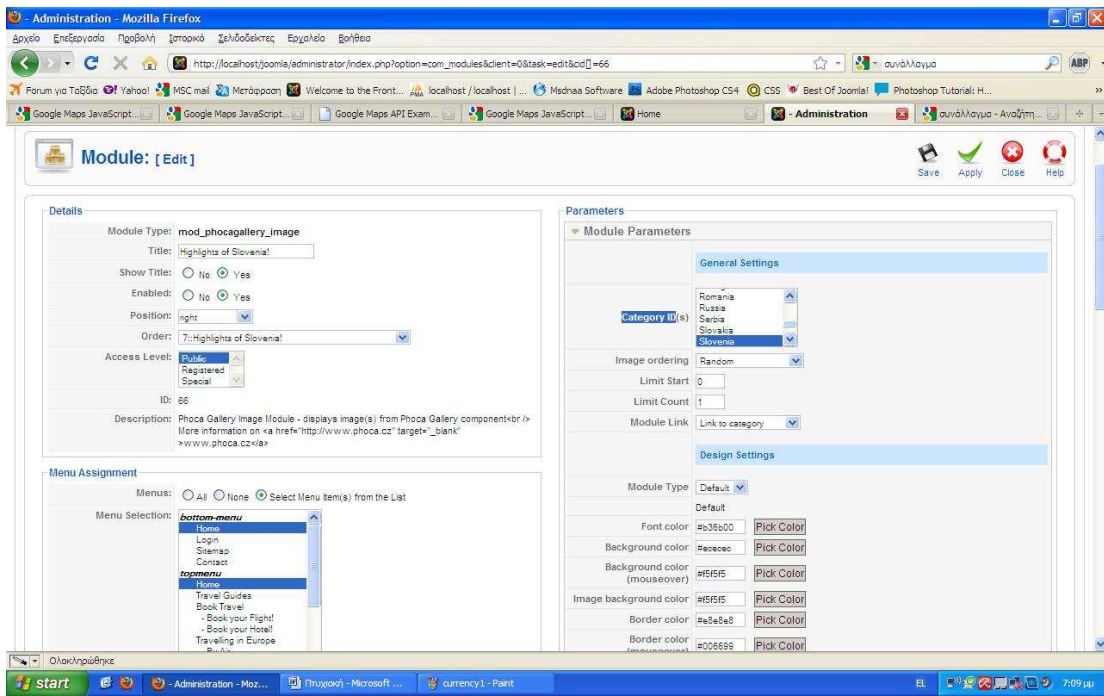 - Administration - Mozilla Firefox
Αρχείο Επεξεργασία Προβολή Ιστορικό Σελιδοδείκτες Εργαλεία Βοήθεια
http://localhost/joomla/administrator/index.php?option=com_modules&client=0&task=edit&cid[]=66
συνάλλαγμα
ABP
Forum για Ταξίδια Yahoo! MSC mail Μετάφραση Welcome to the Front... localhost / localhost | ... Msdnaa Software Adobe Photoshop CS4 CSS Best Of Joomla! Photoshop Tutorial: H...
Google Maps JavaScript... Google Maps JavaScript... Google Maps API Exam... Google Maps JavaScript... Home - Administration συνάλλαγμα - Αναζήτη...
Module: [ Edit ]
Save Apply Close Help
Details
Module Type: mod_phocagallery_image
Title: Highlights of Slovenia!
Show Title: No Yes
Enabled: No Yes
Position: right
Order: 7::Highlights of Slovenia!
Access Level: Public
Registered
Special
ID: 66
Description: Phoca Gallery Image Module - displays image(s) from Phoca Gallery component<br />
More information on <a href="http://www.phoca.cz" target="_blank"
>www.phoca.cz</a>
Menu Assignment
Menus: All None Select Menu Item(s) from the List
Menu Selection: bottom-menu
Home
Login
Sitemap
Contact
topmenu
Home
Travel Guides
Book Travel
- Book your Flight!
- Book your Hotel!
Travelling in Europe
- By Air
Parameters
Module Parameters
General Settings
Category ID(s)
Romania
Russia
Serbia
Slovakia
Slovenia
Image ordering Random
Limit Start 0
Limit Count 1
Module Link Link to category
Design Settings
Module Type Default
Default
Font color #b36b00 Pick Color
Background color #ececec Pick Color
Background color
(mouseover) #f5f5f5 Pick Color
Image background color #f5f5f5 Pick Color
Border color #e8e8e8 Pick Color
Border color
(mouseover) #006699 Pick Color
Ολοκληρώθηκε
start - Administration - Moz... Πτυχιακή - Microsoft ... currency1 - Paint EL 7:09 μμ